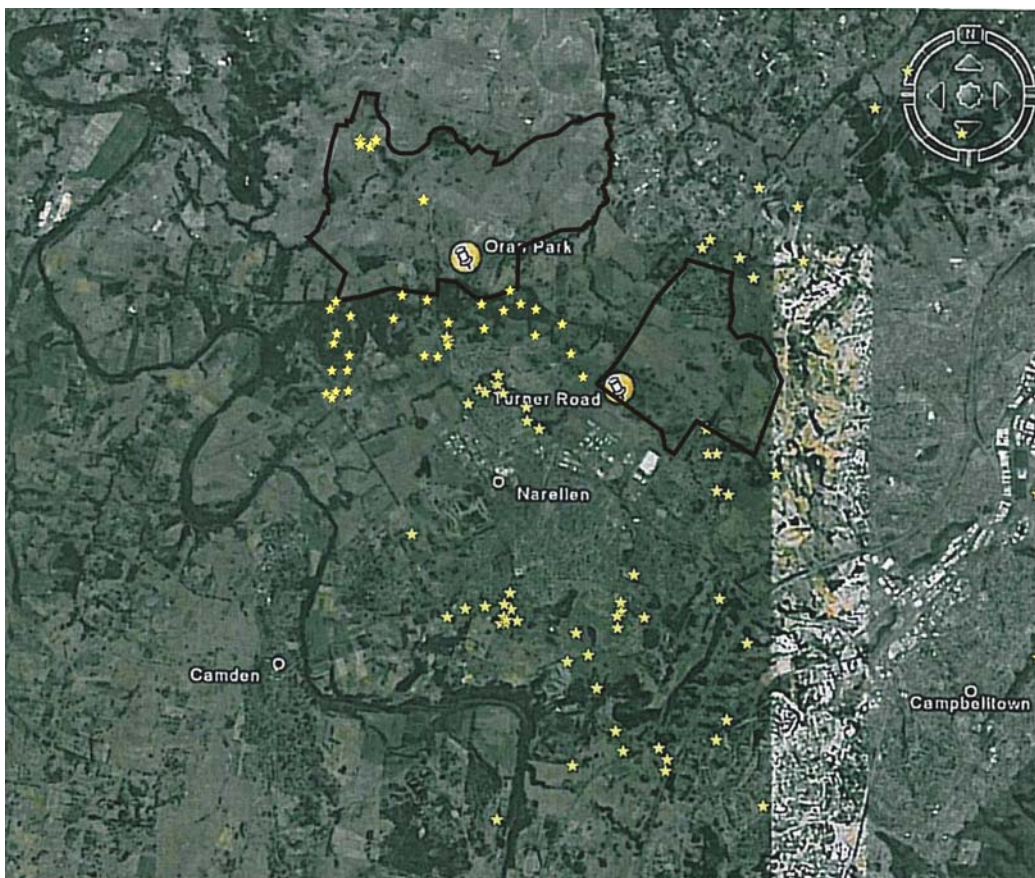 N
Oran Park
Turner Road
Narellen
Camden
Campbelltown